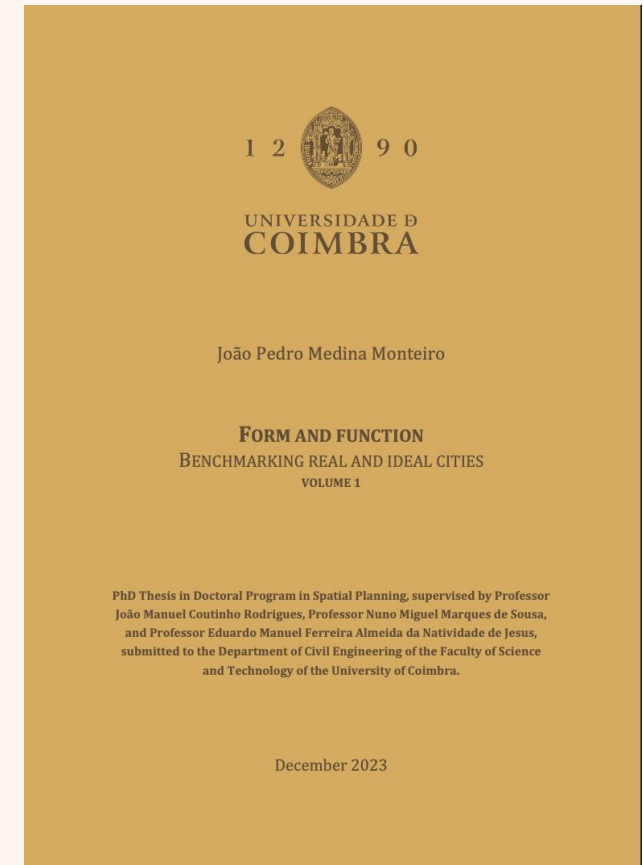 1 2 9 0
UNIVERSIDADE Ð
COIMBRA
João Pedro Medina Monteiro
FORM AND FUNCTION
BENCHMARKING REAL AND IDEAL CITIES
VOLUME 1
PhD Thesis in Doctoral Program in Spatial Planning, supervised by Professor
João Manuel Coutinho Rodrigues, Professor Nuno Miguel Marques de Sousa,
and Professor Eduardo Manuel Ferreira Almeida da Natividade de Jesus,
submitted to the Department of Civil Engineering of the Faculty of Science
and Technology of the University of Coimbra.
December 2023